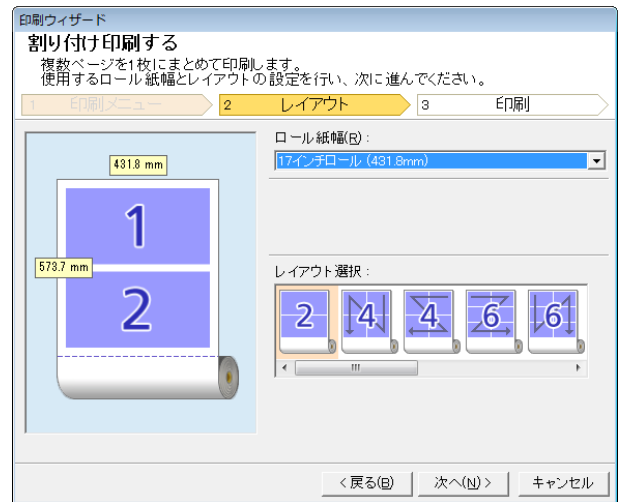 印刷ウィザード
割り付け印刷する
複数ページを1枚にまとめて印刷します。
使用するロール紙幅とレイアウトの設定を行い、次に進んでください。
1 印刷メニュー 2 レイアウト 3 印刷
431.8 mm
1
573.7 mm
2
ロール紙幅(R):
17インチロール (431.8mm)
レイアウト選択:
2 4 4 6 6
< 戻る(B) 次へ(N) > キャンセル